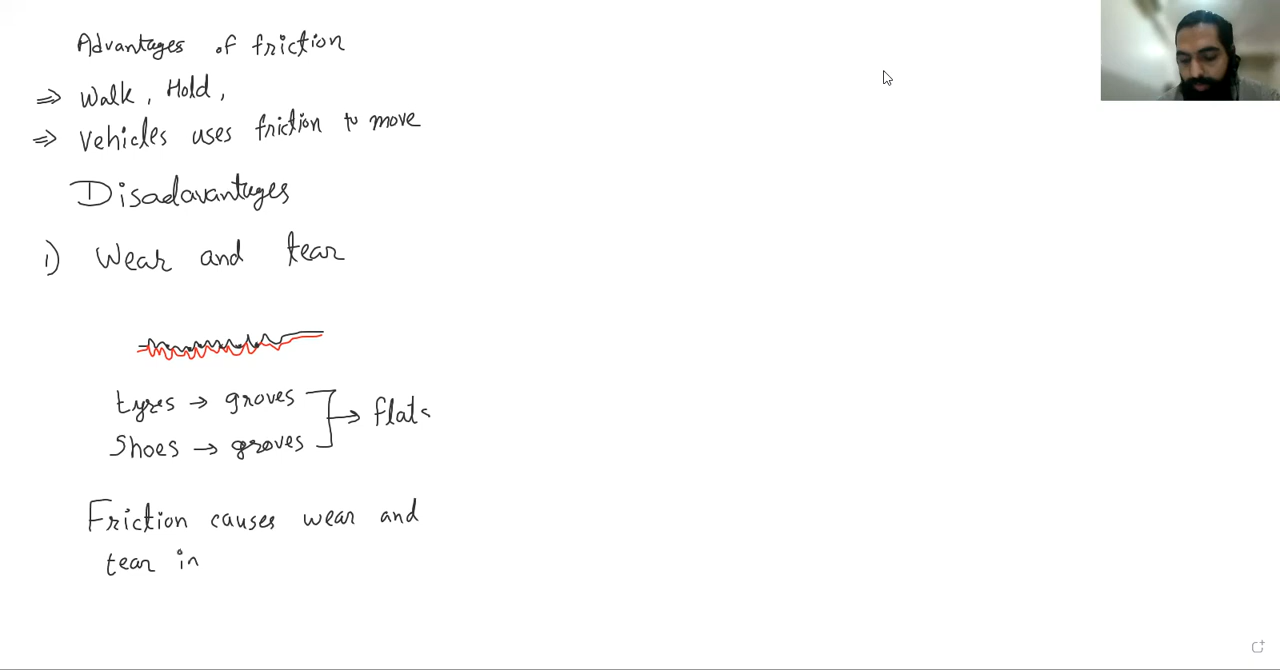 Advantages of friction
⇒ Walk, Hold,
⇒ Vehicles uses friction to move
Disadavantages
1) Wear and tear
tyres → groves
→ flats
Shoes → groves
Friction causes wear and
tear in